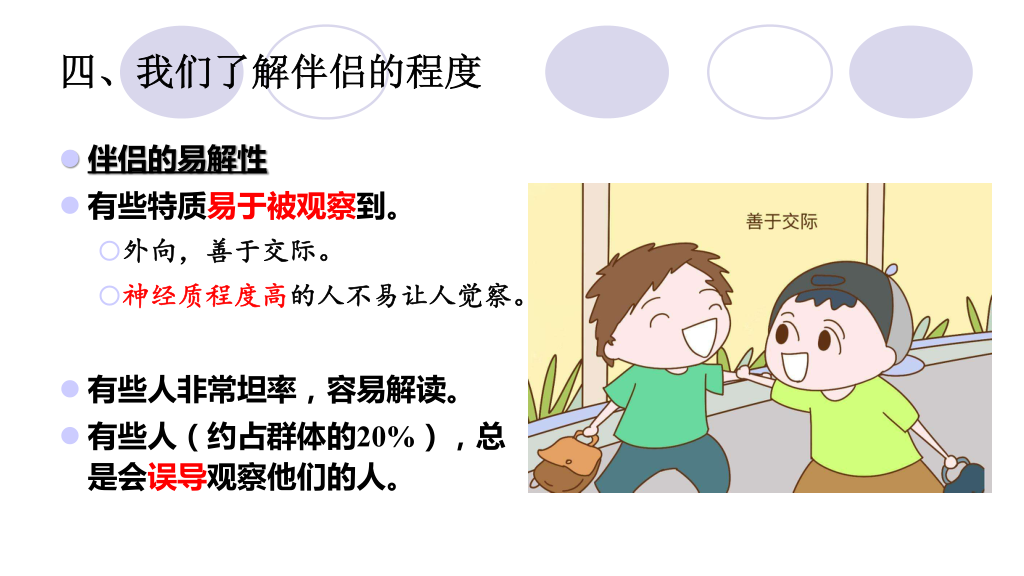 四、我们了解伴侣的程度
伴侣的易解性
有些特质易于被观察到。
外向，善于交际。
神经质程度高的人不易让人觉察。
有些人非常坦率，容易解读。
有些人（约占群体的20%），总
是会误导观察他们的人。
善于交际